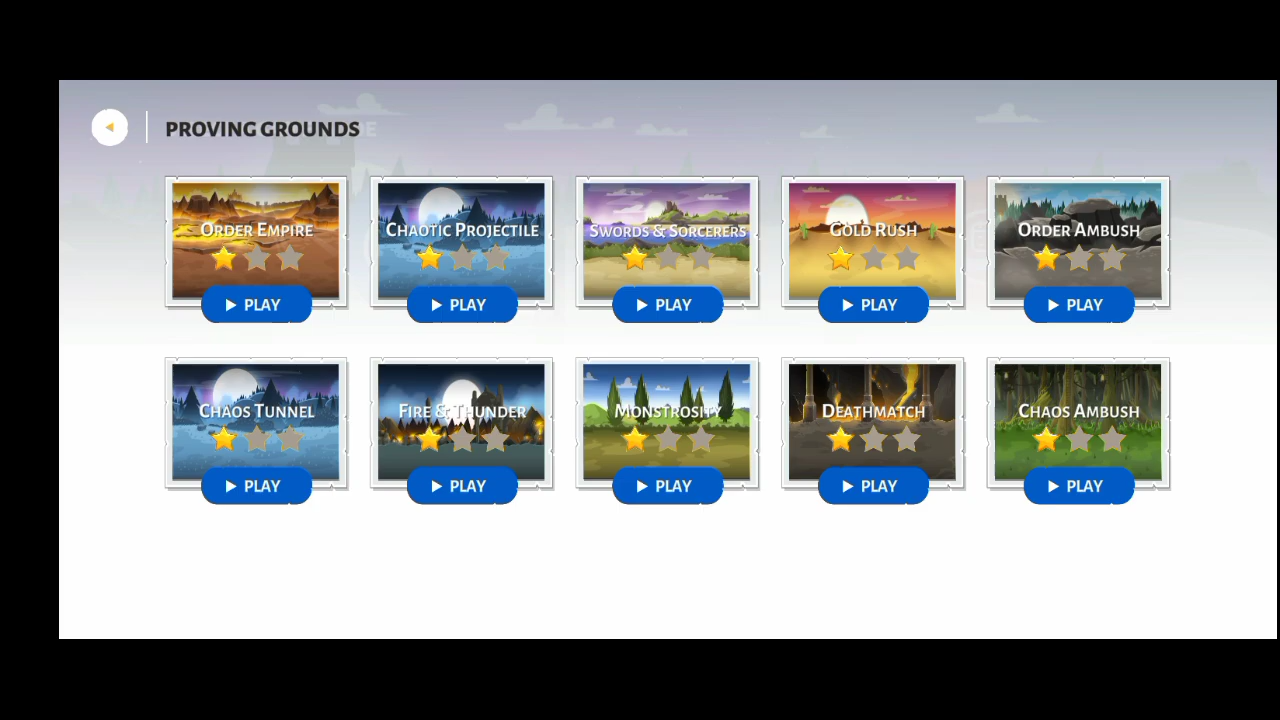 PROVING GROUNDS
ORDER EMPIRE
CHAOTIC PROJECTILE
SWORDS & SORCERERS
GOLD RUSH
ORDER AMBUSH
PLAY
PLAY
PLAY
PLAY
PLAY
CHAOS TUNNEL
FIRE & THUNDER
MONSTROSITY
DEATHMATCH
CHAOS AMBUSH
PLAY
PLAY
PLAY
PLAY
PLAY